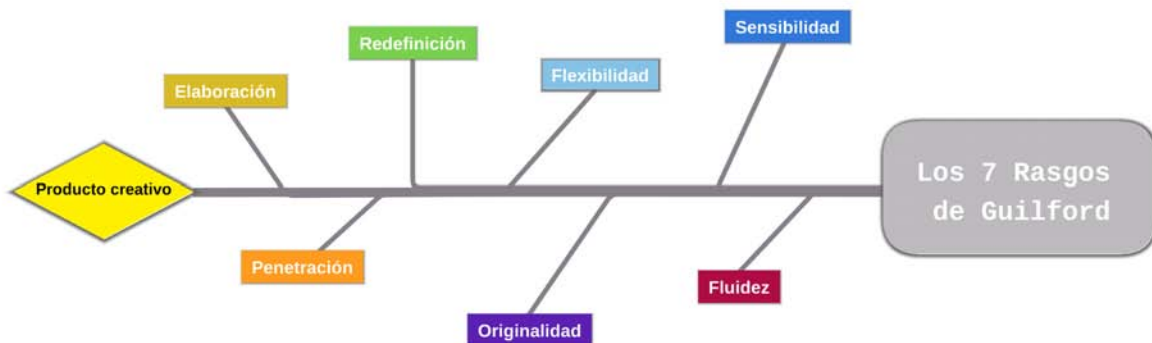 Sensibilidad
Redefinición
Flexibilidad
Elaboración
Producto creativo
Los 7 Rasgos
de Guilford
Penetración
Fluidez
Originalidad